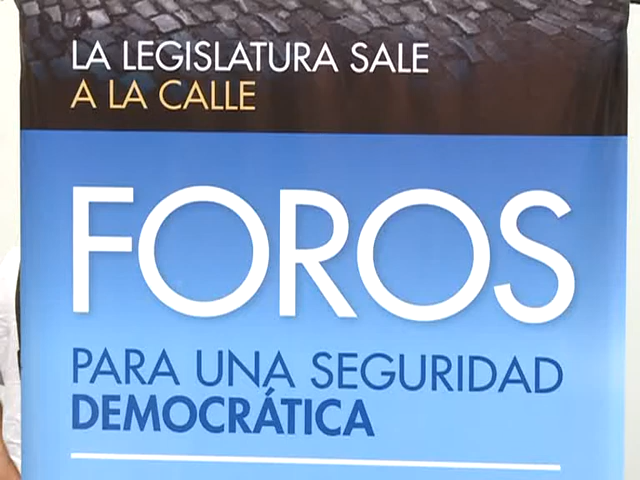 LA LEGISLATURA SALE
A LA CALLE
FOROS
PARA UNA SEGURIDAD
DEMOCRÁTICA